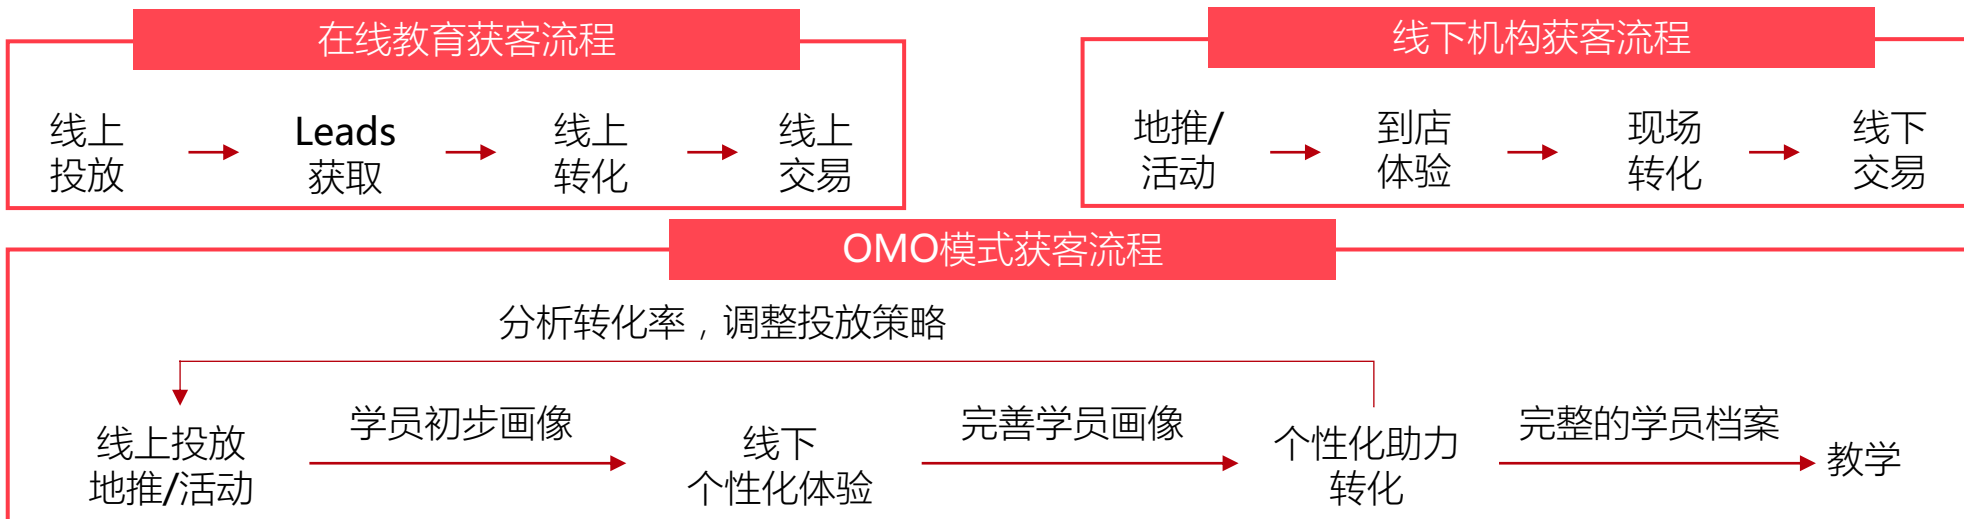 在线教育获客流程
线上
投放
Leads
获取
线上
转化
线上
交易
线下机构获客流程
地推/
活动
到店
体验
现场
转化
线下
交易
OMO模式获客流程
分析转化率，调整投放策略
线上投放
地推/活动
学员初步画像
线下
个性化体验
完善学员画像
个性化助力
转化
完整的学员档案
教学